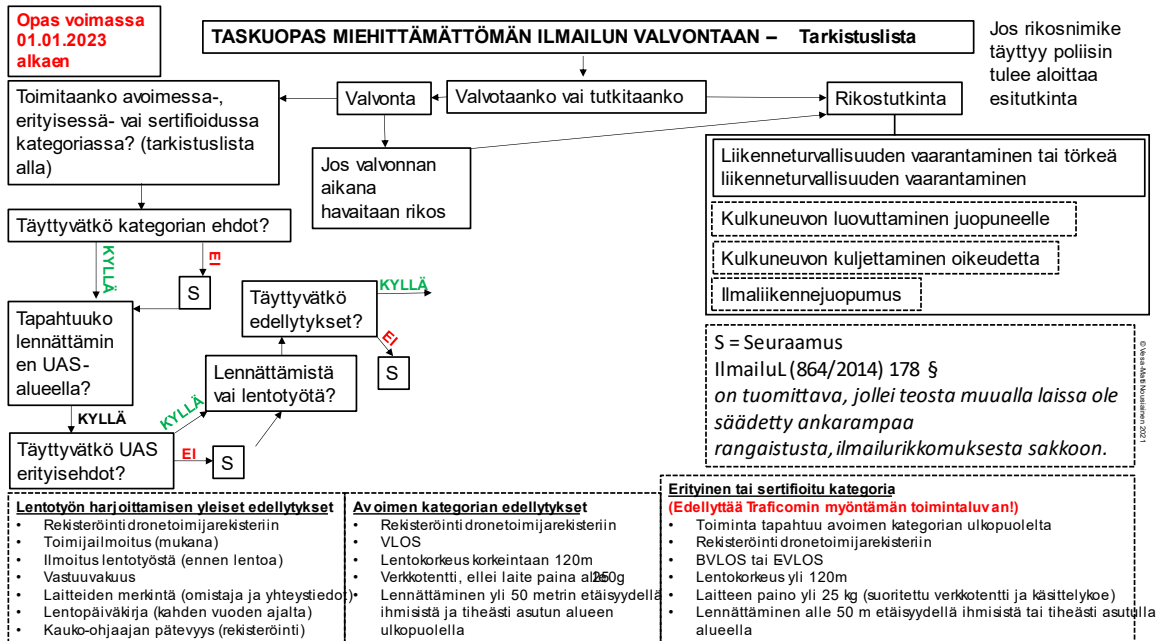 Opas voimassa
01.01.2023
alkaen
TASKUOPAS MIEHITTÄMÄTTÖMÄN ILMAILUN VALVONTAAN – Tarkistuslista
Jos rikosnimike
täyttyy poliisin
tulee aloittaa
esitutkinta
Toimitaanko avoimessa-,
erityisessä- vai sertifioidussa
kategoriassa? (tarkistuslista
alla)
Valvonta
Valvotaanko vai tutkitaanko
Rikostutkinta
Jos valvonnan
aikana
havaitaan rikos
Liikenneturvallisuuden vaarantaminen tai törkeä
liikenneturvallisuuden vaarantaminen
Kulkuneuvon luovuttaminen juopuneelle
Kulkuneuvon kuljettaminen oikeudetta
Ilmaliikennejuopumus
Täyttyvätkö kategorian ehdot?
KYLLÄ
EI
S
Tapahtuuko
lennättämin
en UAS-
alueella?
KYLLÄ
Täyttyvätkö UAS
erityisehdot?
KYLLÄ
EI
S
Lennättämistä
vai lentotyötä?
Täyttyvätkö
edellytykset?
KYLLÄ
EI
S
S = Seuraamus
IlmailuL (864/2014) 178 §
on tuomittava, jollei teosta muualla laissa ole
säädetty ankarampaa
rangaistusta, ilmailurikkomuksesta sakkoon.
© Vesa-Matti Nousiainen 2021
Lentotyön harjoittamisen yleiset edellytykset
• Rekisteröinti dronetoimijarekisteriin
• Toimijailmoitus (mukana)
• Ilmoitus lentotyöstä (ennen lentoa)
• Vastuuvakuus
• Laitteiden merkintä (omistaja ja yhteystiedot)
• Lentopäiväkirja (kahden vuoden ajalta)
• Kauko-ohjaajan pätevyys (rekisteröinti)
Avoimen kategorian edellytykset
• Rekisteröinti dronetoimijarekisteriin
• VLOS
• Lentokorkeus korkeintaan 120m
• Verkkotentti, ellei laite paina alle 250g
• Lennättäminen yli 50 metrin etäisyydellä
ihmisistä ja tiheästi asutun alueen
ulkopuolella
Erityinen tai sertifioitu kategoria
(Edellyttää Traficomin myöntämän toimintaluvan!)
• Toiminta tapahtuu avoimen kategorian ulkopuolelta
• Rekisteröinti dronetoimijarekisteriin
• BVLOS tai EVLOS
• Lentokorkeus yli 120m
• Laitteen paino yli 25 kg (suoritettu verkkotentti ja käsittelykoe)
• Lennättäminen alle 50 m etäisyydellä ihmisistä tai tiheästi asutulla
alueella